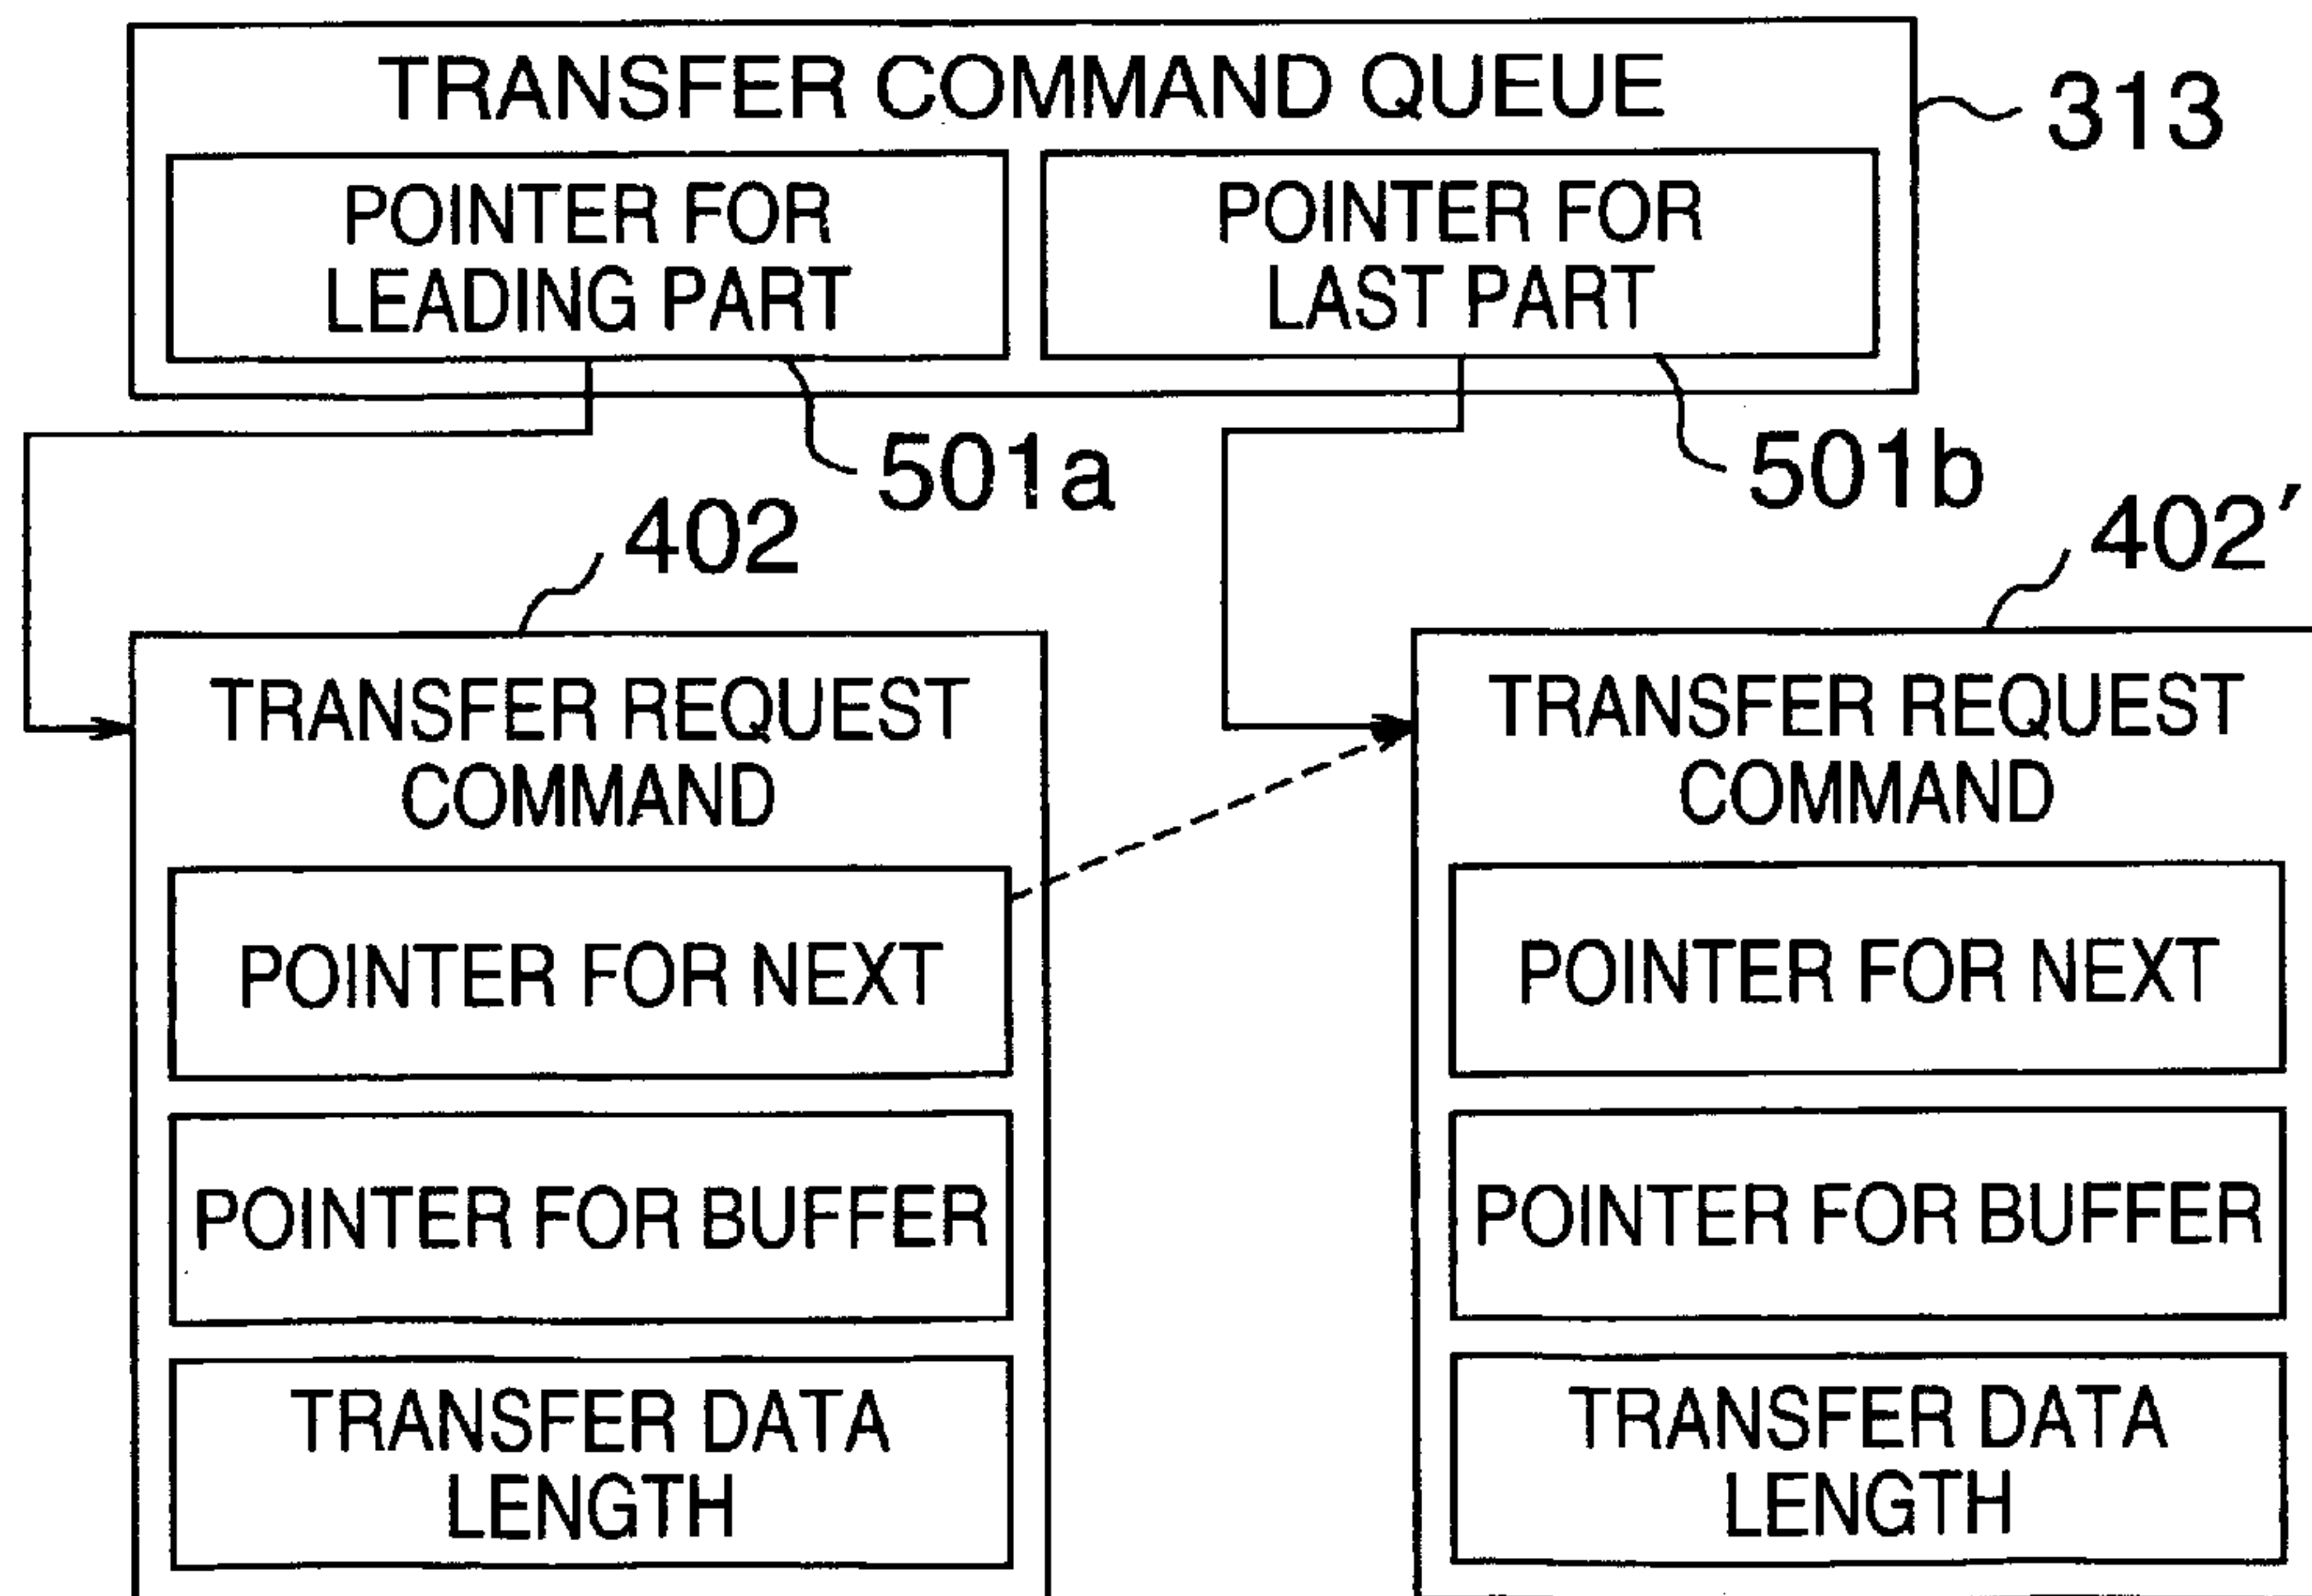 TRANSFER COMMAND QUEUE
313
POINTER FOR
LEADING PART
POINTER FOR
LAST PART
501a
501b
402
402'
TRANSFER REQUEST
COMMAND
POINTER FOR NEXT
POINTER FOR BUFFER
TRANSFER DATA
LENGTH
TRANSFER REQUEST
COMMAND
POINTER FOR NEXT
POINTER FOR BUFFER
TRANSFER DATA
LENGTH